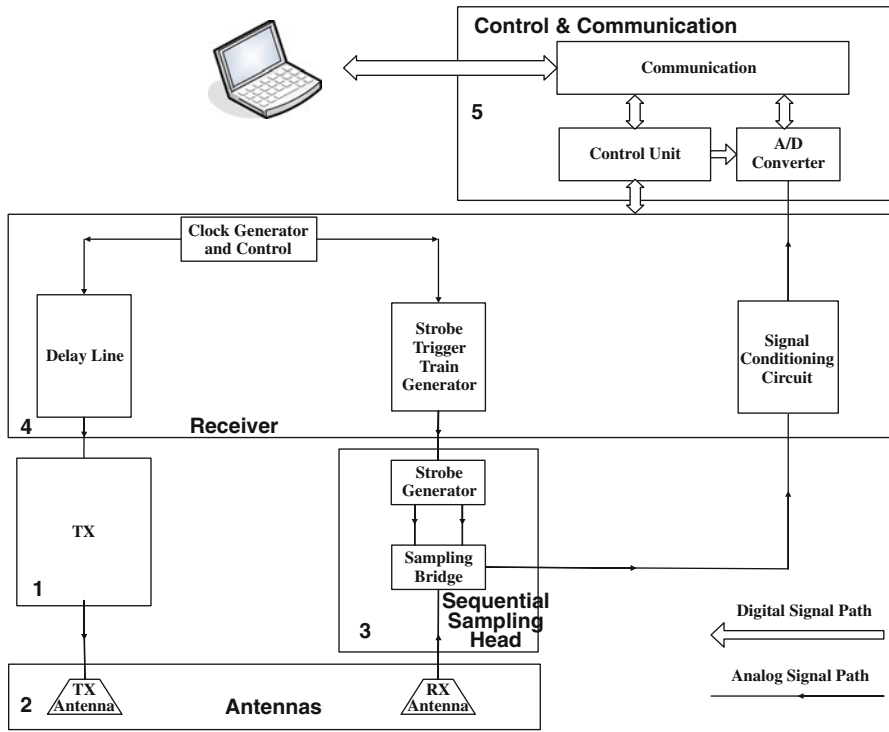 Control & Communication
Communication
5
Control Unit
A/D
Converter
Clock Generator
and Control
Delay Line
Strobe
Trigger
Train
Generator
Signal
Conditioning
Circuit
4
Receiver
TX
1
Strobe
Generator
Sampling
Bridge
3
Sequential
Sampling
Head
Digital Signal Path
Analog Signal Path
2
TX
Antenna
Antennas
RX
Antenna